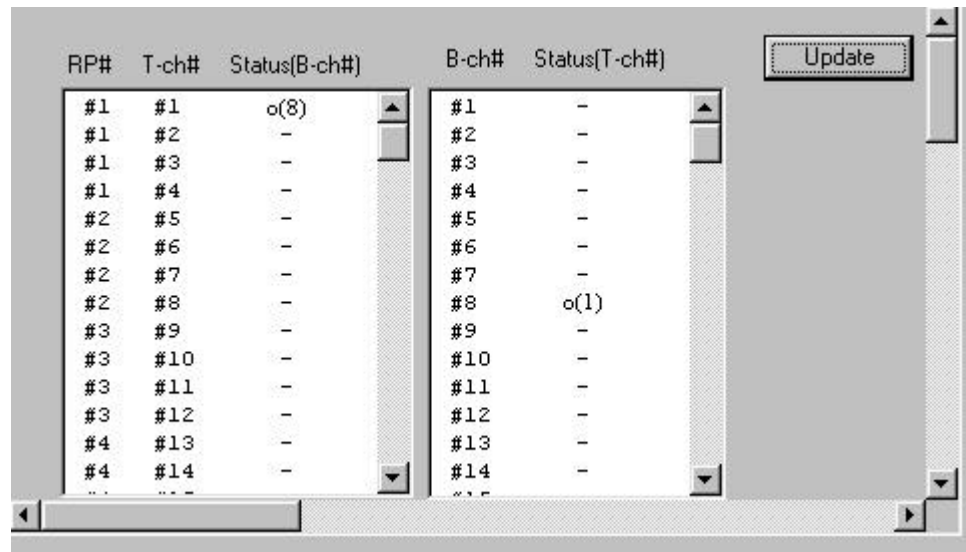 RP# T-ch# Status(B-ch#)
#1 #1 o(8)
#1 #2 -
#1 #3 -
#1 #4 -
#2 #5 -
#2 #6 -
#2 #7 -
#2 #8 -
#3 #9 -
#3 #10 -
#3 #11 -
#3 #12 -
#4 #13 -
#4 #14 -
B-ch# Status(T-ch#)
#1 -
#2 -
#3 -
#4 -
#5 -
#6 -
#7 -
#8 o(1)
#9 -
#10 -
#11 -
#12 -
#13 -
#14 -
Update